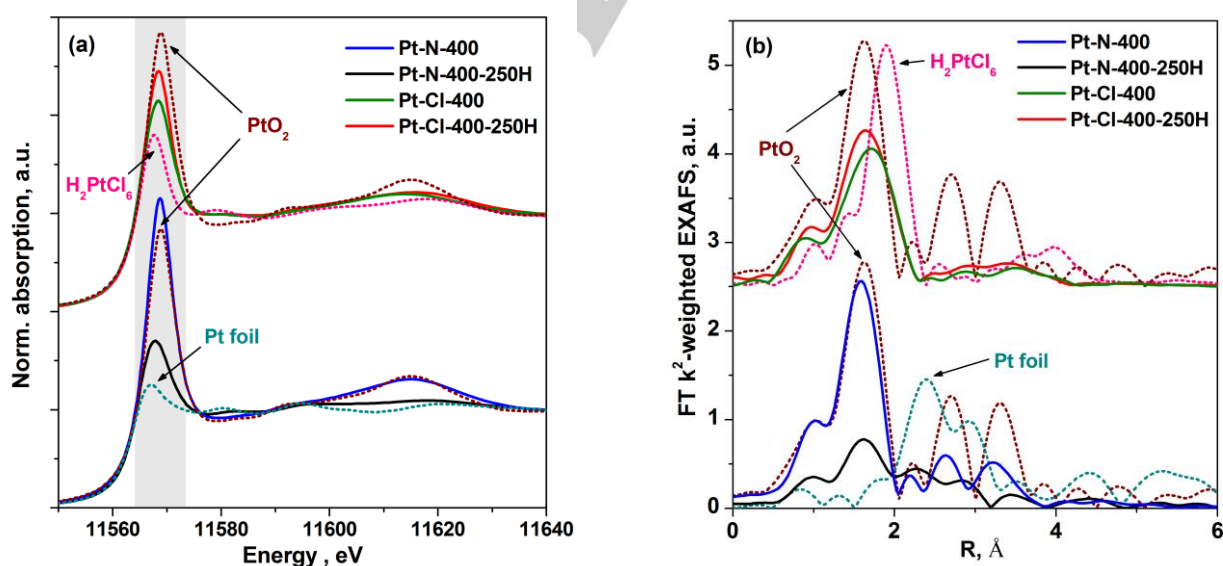 (a)
Pt-N-400
Pt-N-400-250H
Pt-Cl-400
Pt-Cl-400-250H
PtO₂
H₂PtCl₆
Pt foil
Norm. absorption, a.u.
11560 11580 11600 11620 11640
Energy , eV
(b)
Pt-N-400
Pt-N-400-250H
Pt-Cl-400
Pt-Cl-400-250H
H₂PtCl₆
PtO₂
Pt foil
FT k²-weighted EXAFS, a.u.
5
4
3
2
1
0
0 2 4 6
R, Å